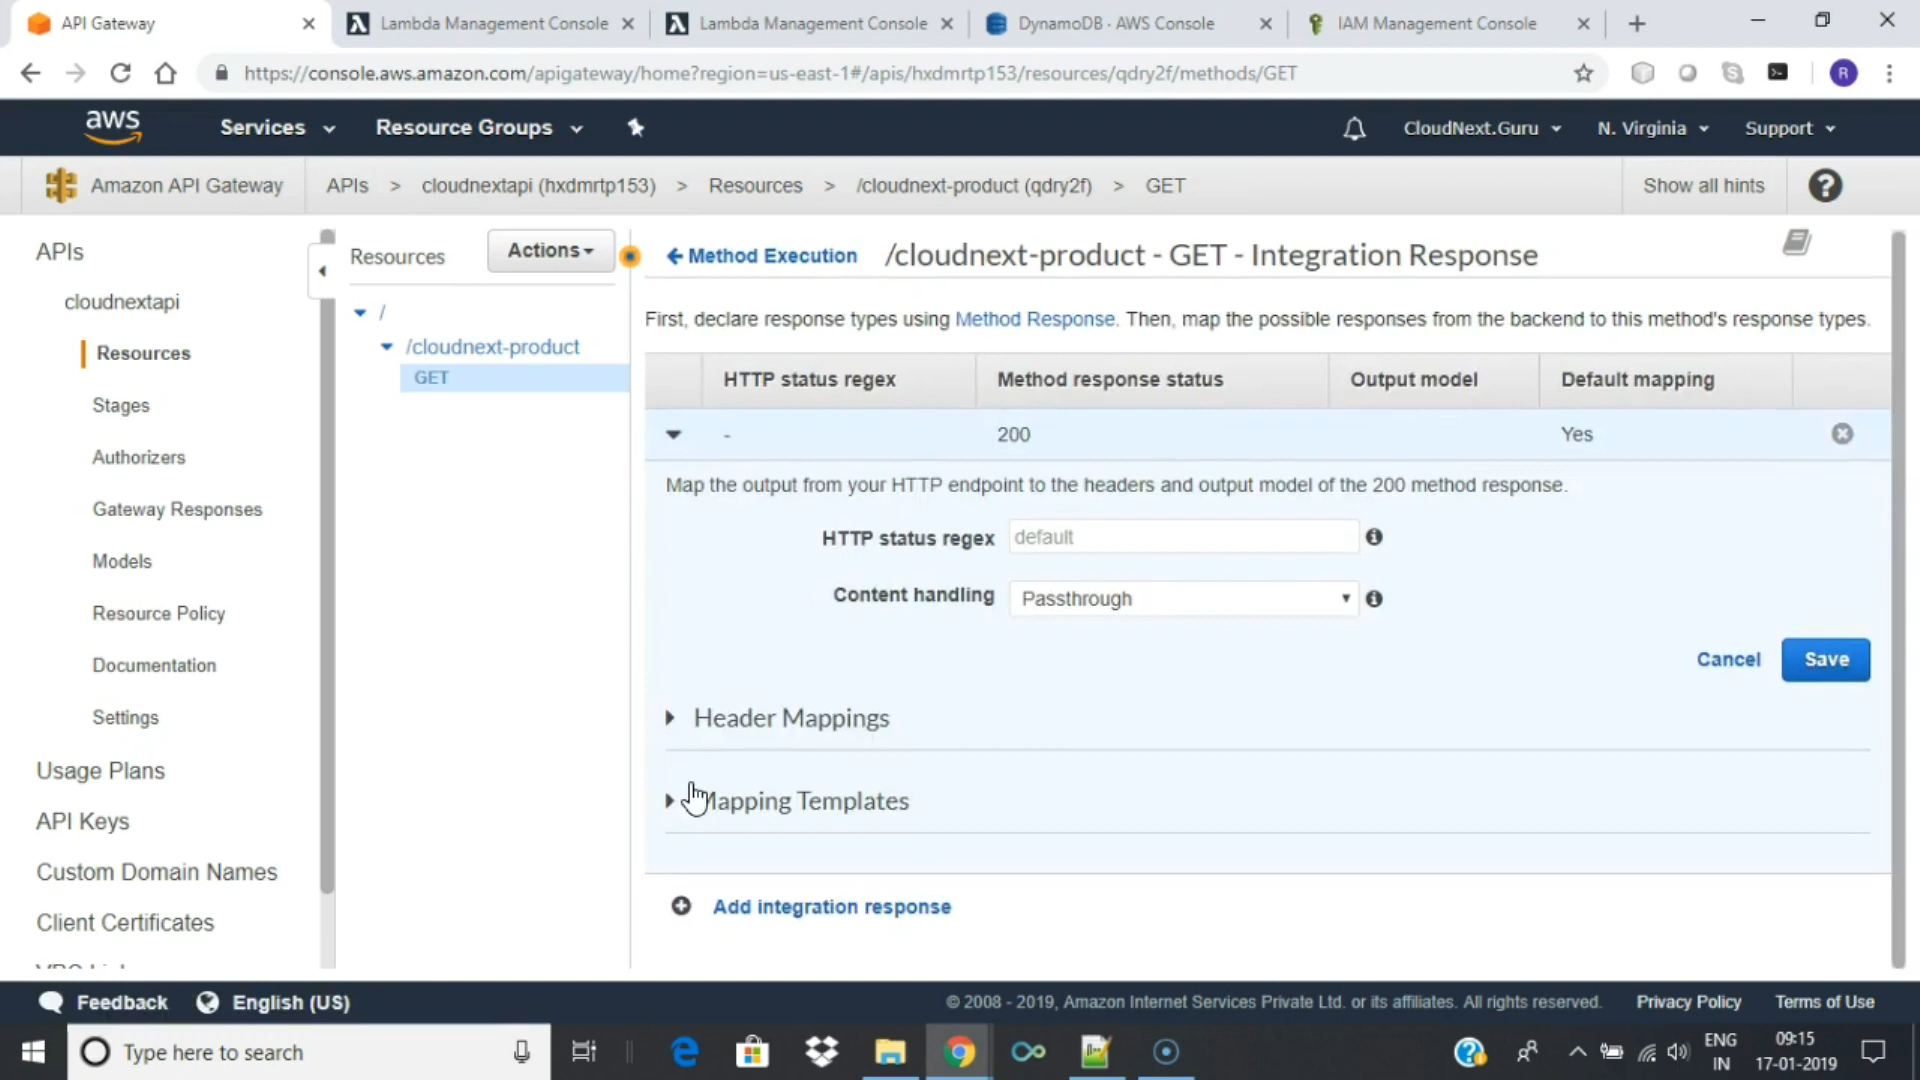 API Gateway
Lambda Management Console
Lambda Management Console
DynamoDB - AWS Console
IAM Management Console
https://console.aws.amazon.com/apigateway/home?region=us-east-1#/apis/hxdmrtp153/resources/qdry2f/methods/GET
R
aws
Services
Resource Groups
CloudNext.Guru
N. Virginia
Support
Amazon API Gateway
APIs > cloudnextapi (hxdmrtp153) > Resources > /cloudnext-product (qdry2f) > GET
Show all hints
APIs
cloudnextapi
Resources
Stages
Authorizers
Gateway Responses
Models
Resource Policy
Documentation
Settings
Usage Plans
API Keys
Custom Domain Names
Client Certificates
Resources
Actions
/
/cloudnext-product
GET
Method Execution
/cloudnext-product - GET - Integration Response
First, declare response types using Method Response. Then, map the possible responses from the backend to this method's response types.
HTTP status regex Method response status Output model Default mapping
- 200 Yes
Map the output from your HTTP endpoint to the headers and output model of the 200 method response.
HTTP status regex default
Content handling Passthrough
Cancel Save
Header Mappings
Mapping Templates
Add integration response
Feedback
English (US)
© 2008 - 2019, Amazon Internet Services Private Ltd. or its affiliates. All rights reserved.
Privacy Policy
Terms of Use
Type here to search
ENG
IN
09:15
17-01-2019